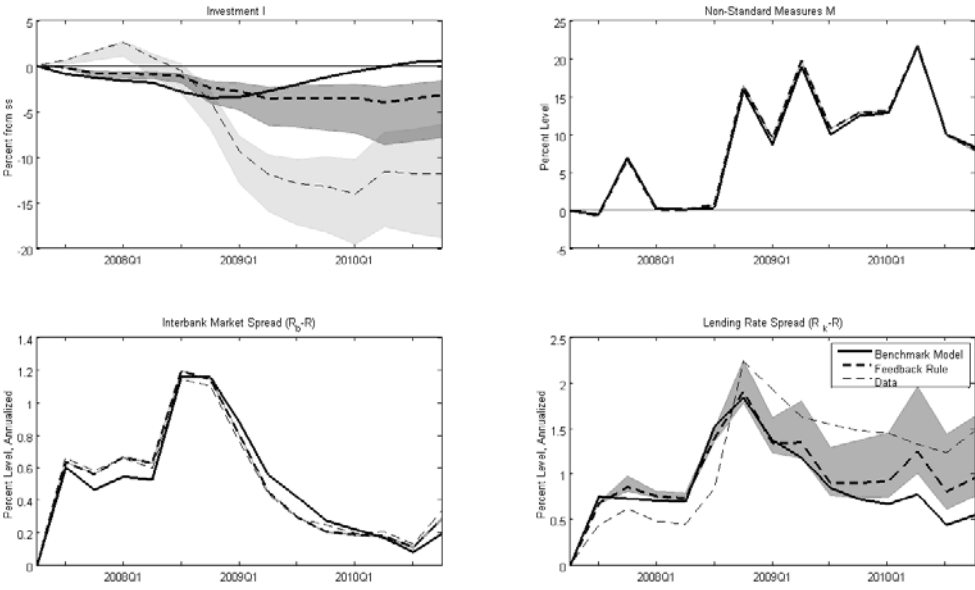 Investment I
Percent from ss
5
0
-5
-10
-15
-20
2008Q1
2009Q1
2010Q1
Non-Standard Measures M
Percent Level
25
20
15
10
5
0
-5
2008Q1
2009Q1
2010Q1
Interbank Market Spread (Rb-R)
Percent Level, Annualized
1.4
1.2
1
0.8
0.6
0.4
0.2
0
2008Q1
2009Q1
2010Q1
Lending Rate Spread (R k-R)
Percent Level, Annualized
2.5
2
1.5
1
0.5
0
2008Q1
2009Q1
2010Q1
Benchmark Model
Feedback Rule
Data